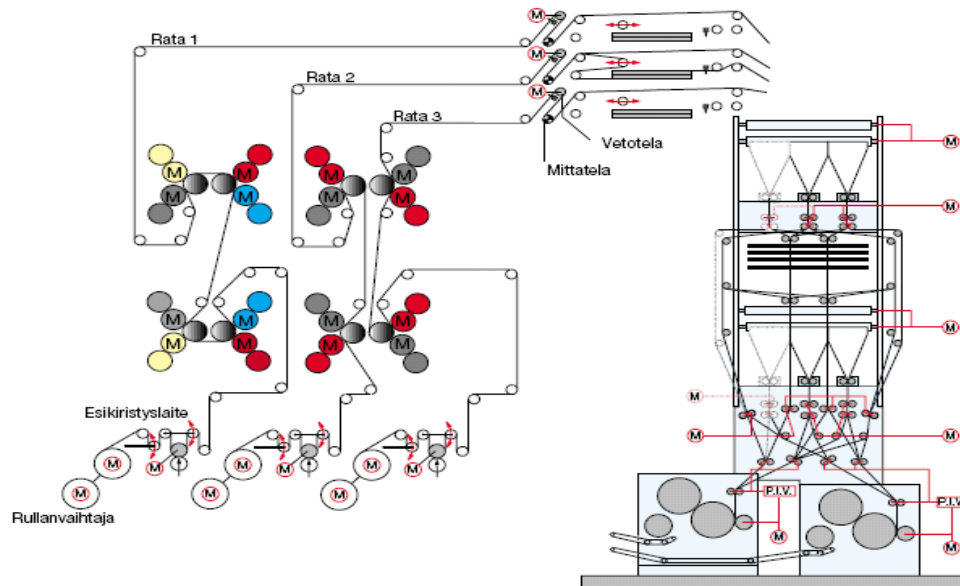 M
Rata 1
M
Rata 2
M
Rata 3
Vetotela
Mittatela
M
M
M M
M M
M M
M M
M
M M
M M
M M
M M
M
M M
Esikiristyslaite
M M M
M M M
M M M
Rullanvaihtaja
P.I.V.
P.I.V
M
M